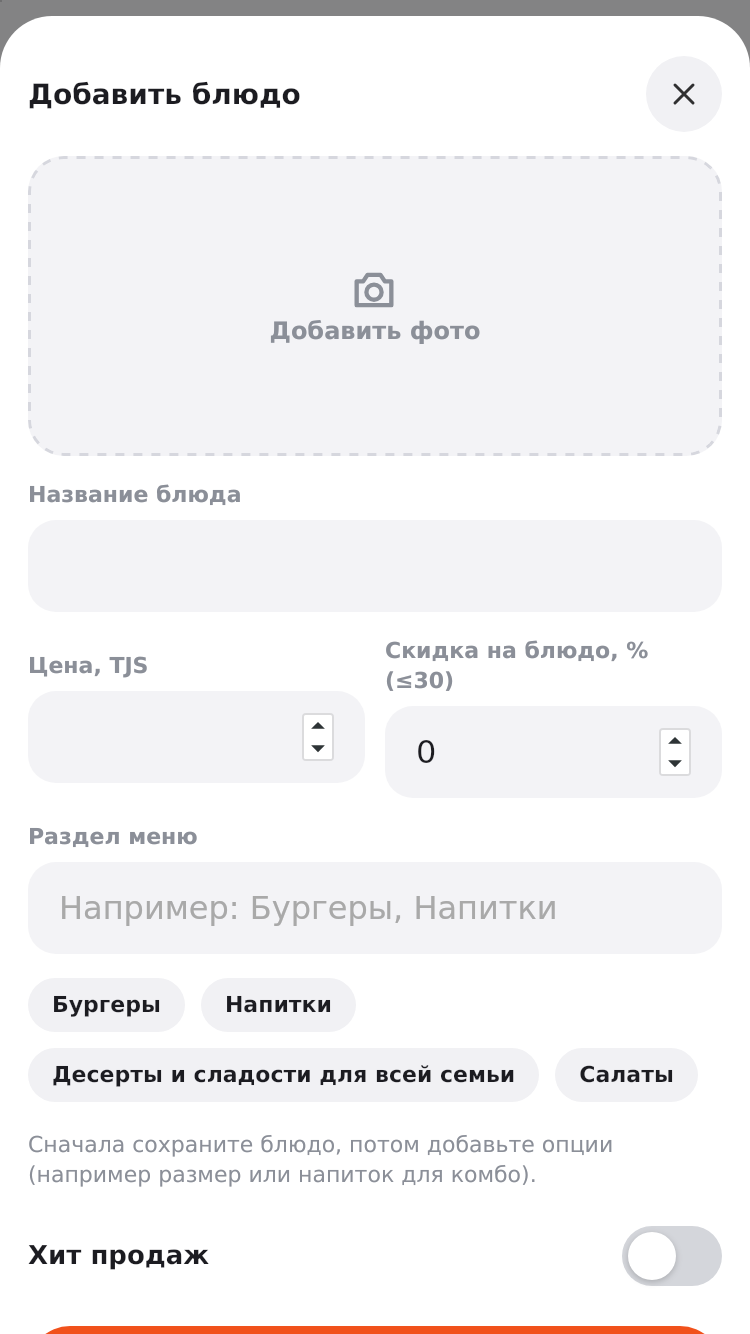 Добавить блюдо
Добавить фото
Название блюда
Цена, TJS
Скидка на блюдо, %
(≤30)
0
Раздел меню
Например: Бургеры, Напитки
Бургеры
Напитки
Десерты и сладости для всей семьи
Салаты
Сначала сохраните блюдо, потом добавьте опции
(например размер или напиток для комбо).
Хит продаж